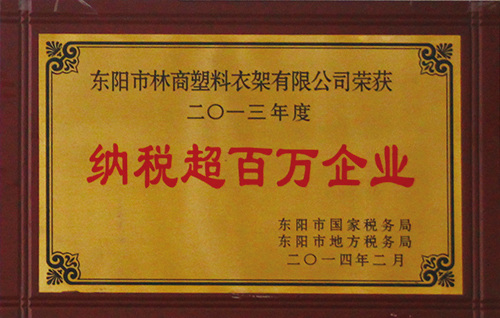 东阳市林商塑料衣架有限公司荣获
二〇一三年度
纳税超百万企业
东阳市国家税务局
东阳市地方税务局
二〇一四年二月